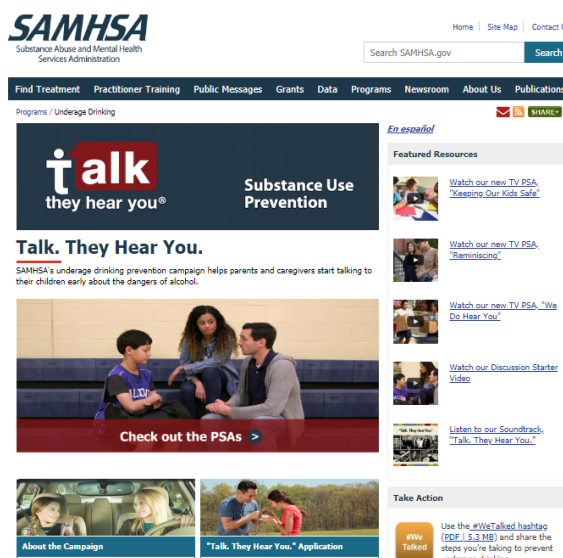 SAMHSA
Substance Abuse and Mental Health
Services Administration
Home
Site Map
Contact
Search SAMHSA.gov
Search
Find Treatment
Practitioner Training
Public Messages
Grants
Data
Programs
Newsroom
About Us
Publications
Programs / Underage Drinking
SHARE+
En español
talk
they hear you®
Substance Use
Prevention
Talk. They Hear You.
SAMHSA's underage drinking prevention campaign helps parents and caregivers start talking to
their children early about the dangers of alcohol.
Check out the PSAs >
About the Campaign
"Talk. They Hear You." Application
Featured Resources
Watch our new TV PSA,
"Keeping Our Kids Safe"
Watch our new TV PSA,
"Reminiscing"
Watch our new TV PSA, "We
Do Hear You"
Watch our Discussion Starter
Video
"Talk. They Hear You."
Listen to our Soundtrack,
"Talk. They Hear You."
Take Action
#We
Talked
Use the #WeTalked hashtag
(PDF | 5.3 MB) and share the
steps you're taking to prevent
underage drinking